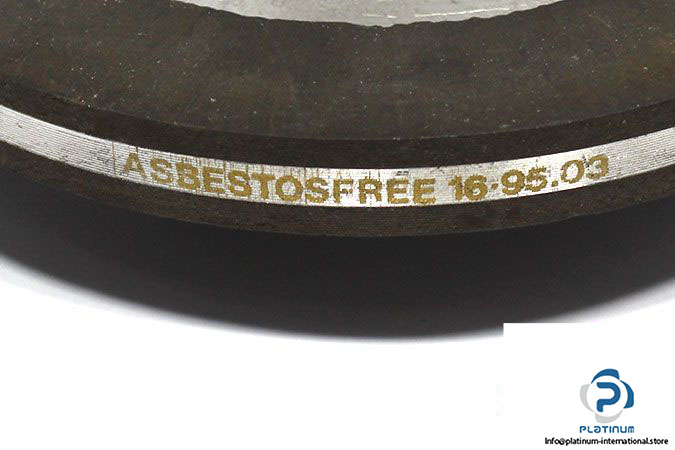 ASBESTOSFREE 16-95.03
PLATINUM
Info@platinum-international.store